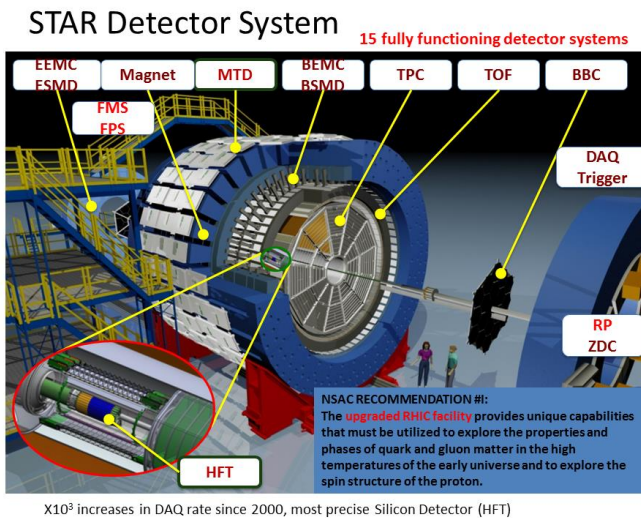 STAR Detector System
15 fully functioning detector systems
EEMC
ESMD
Magnet
MTD
BEMC
BSMD
TPC
TOF
BBC
FMS
FPS
DAQ
Trigger
RP
ZDC
HFT
NSAC RECOMMENDATION #I:
The upgraded RHIC facility provides unique capabilities
that must be utilized to explore the properties and
phases of quark and gluon matter in the high
temperatures of the early universe and to explore the
spin structure of the proton.
X10³ increases in DAQ rate since 2000, most precise Silicon Detector (HFT)